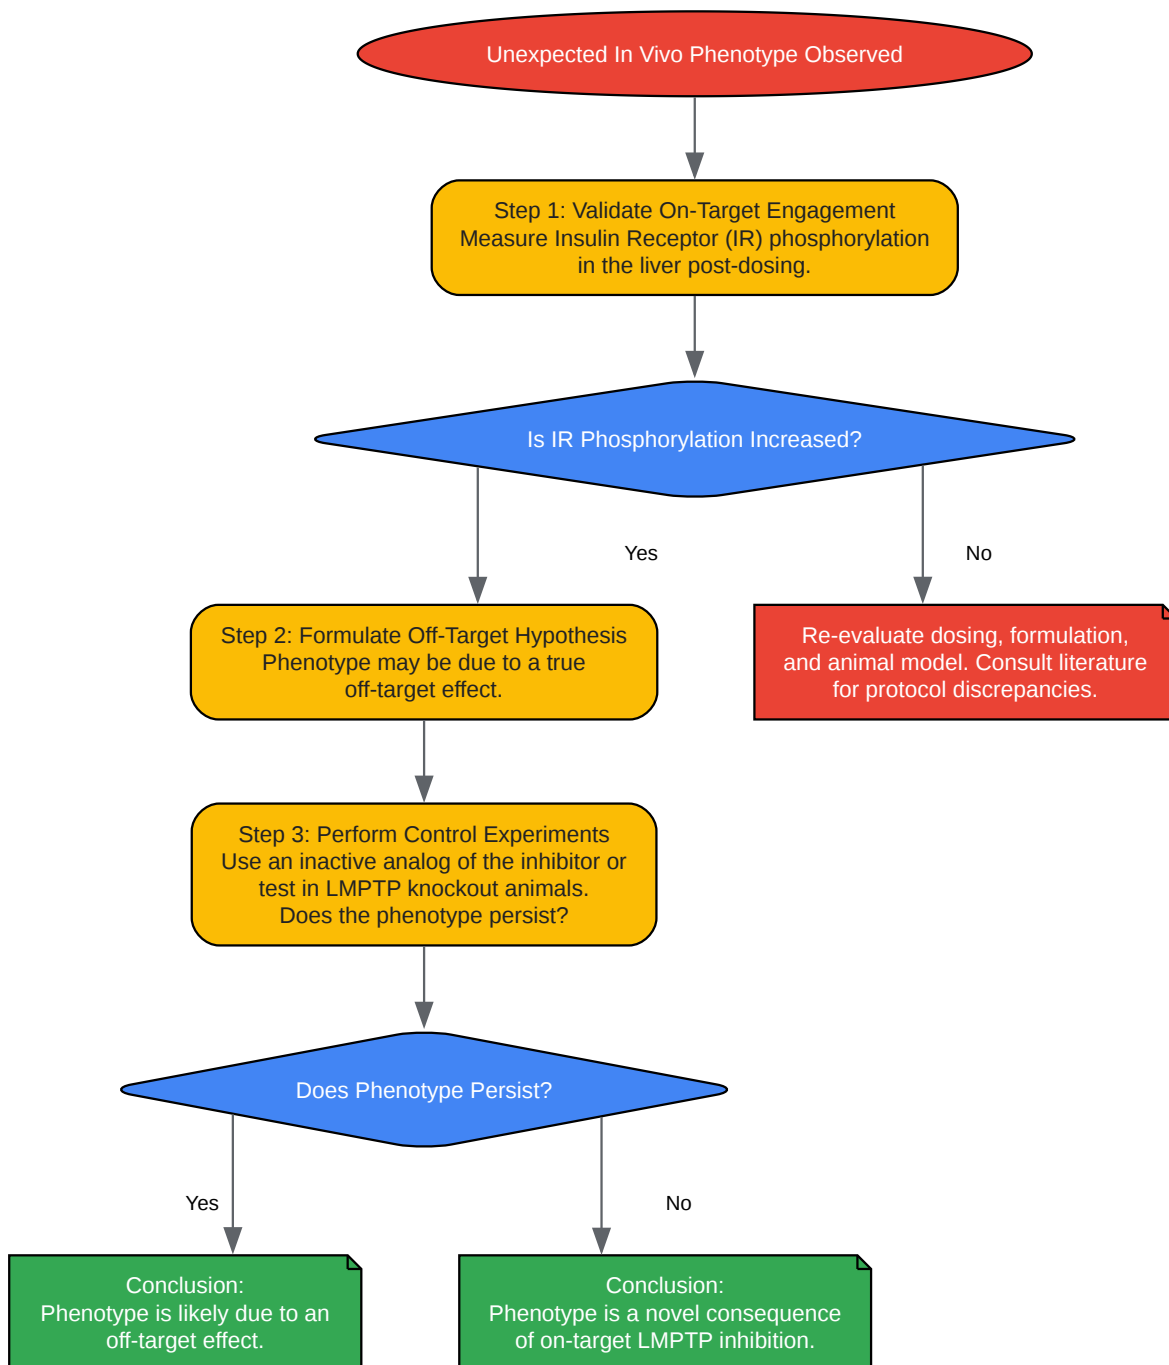 Unexpected In Vivo Phenotype Observed
Step 1: Validate On-Target Engagement
Measure Insulin Receptor (IR) phosphorylation
in the liver post-dosing.
Is IR Phosphorylation Increased?
Yes
No
Step 2: Formulate Off-Target Hypothesis
Phenotype may be due to a true
off-target effect.
Re-evaluate dosing, formulation,
and animal model. Consult literature
for protocol discrepancies.
Step 3: Perform Control Experiments
Use an inactive analog of the inhibitor or
test in LMPTP knockout animals.
Does the phenotype persist?
Does Phenotype Persist?
Yes
No
Conclusion:
Phenotype is likely due to an
off-target effect.
Conclusion:
Phenotype is a novel consequence
of on-target LMPTP inhibition.